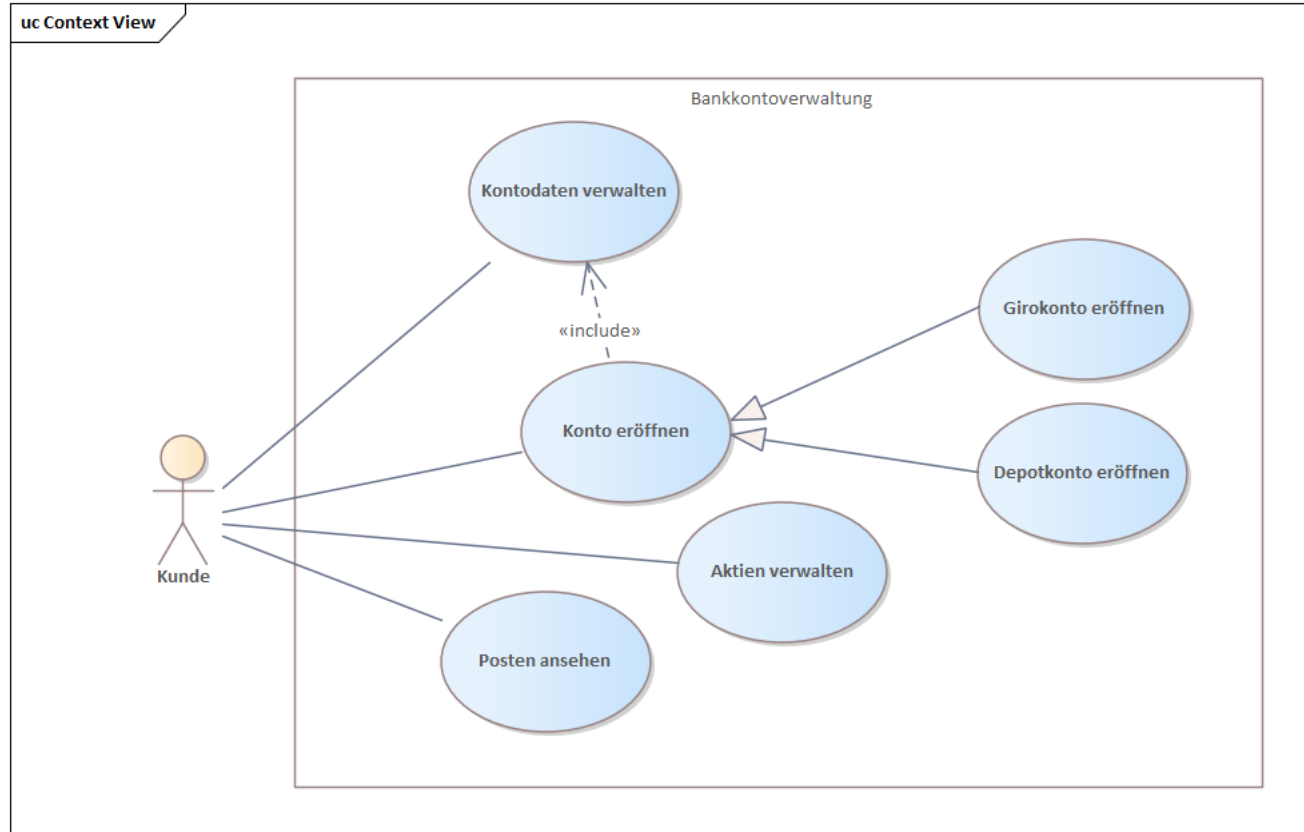 uc Context View
Bankkontoverwaltung
Kontodaten verwalten
Girokonto eröffnen
«include»
Konto eröffnen
Depotkonto eröffnen
Aktien verwalten
Kunde
Posten ansehen